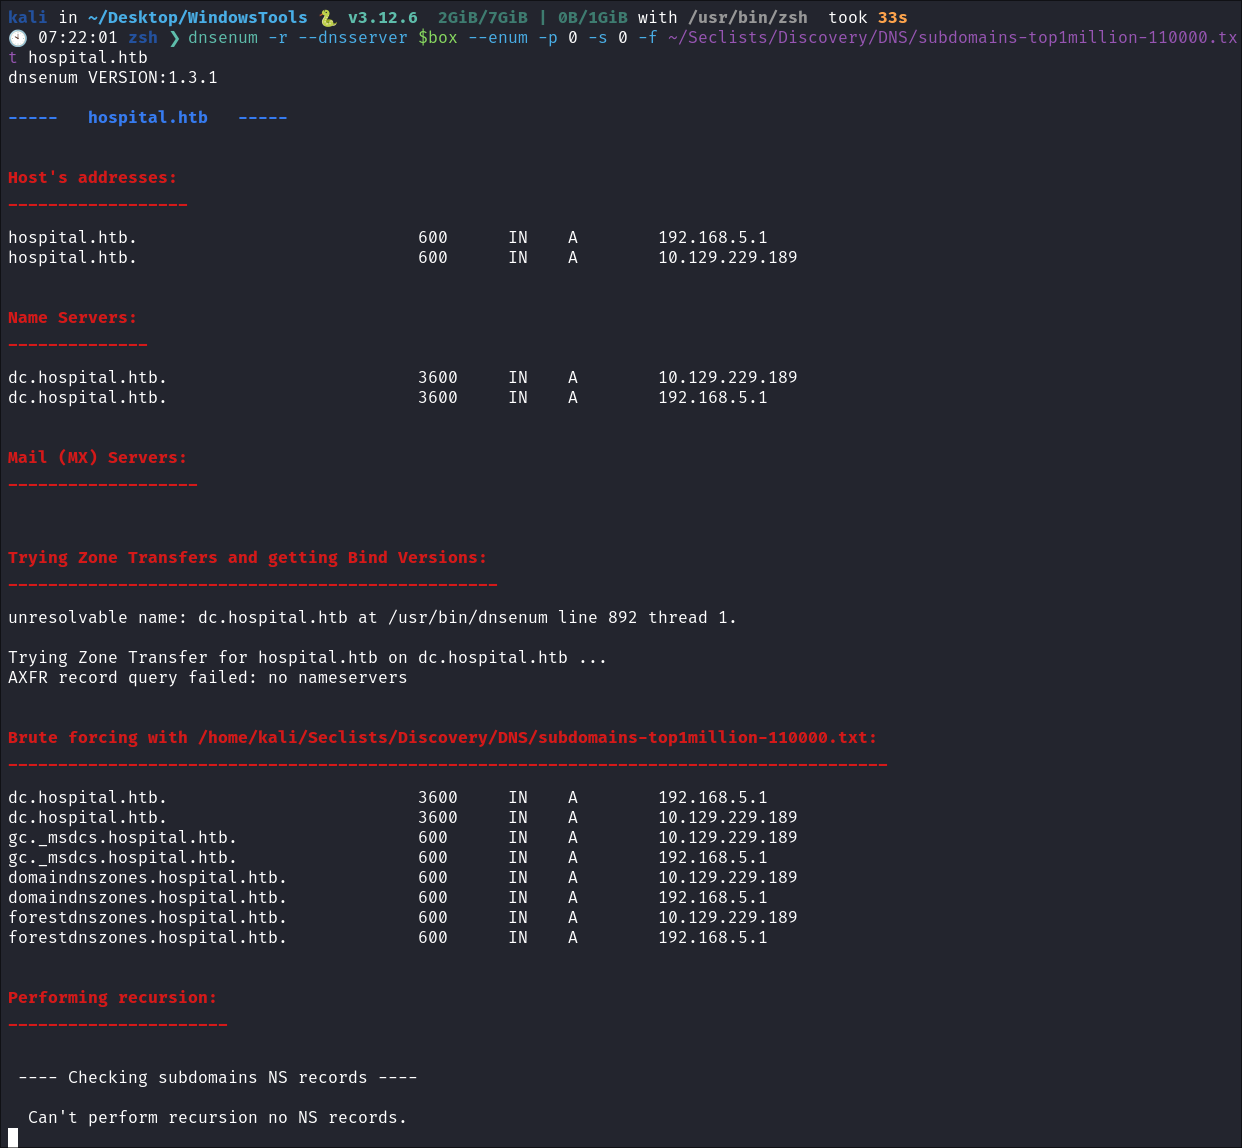 kali in ~/Desktop/WindowsTools 🐍 v3.12.6  2GiB/7GiB | 0B/1GiB with /usr/bin/zsh  took 33s
🕙 07:22:01 zsh ❯ dnsenum -r --dnsserver $box --enum -p 0 -s 0 -f ~/Seclists/Discovery/DNS/subdomains-top1million-110000.tx
t hospital.htb
dnsenum VERSION:1.3.1
-----   hospital.htb   -----
Host's addresses:
__________________
hospital.htb.                            600      IN    A        192.168.5.1
hospital.htb.                            600      IN    A        10.129.229.189
Name Servers:
______________
dc.hospital.htb.                         3600     IN    A        10.129.229.189
dc.hospital.htb.                         3600     IN    A        192.168.5.1
Mail (MX) Servers:
___________________
Trying Zone Transfers and getting Bind Versions:
_________________________________________________
unresolvable name: dc.hospital.htb at /usr/bin/dnsenum line 892 thread 1.
Trying Zone Transfer for hospital.htb on dc.hospital.htb ...
AXFR record query failed: no nameservers
Brute forcing with /home/kali/Seclists/Discovery/DNS/subdomains-top1million-110000.txt:
________________________________________________________________________________________
dc.hospital.htb.                         3600     IN    A        192.168.5.1
dc.hospital.htb.                         3600     IN    A        10.129.229.189
gc._msdcs.hospital.htb.                  600      IN    A        10.129.229.189
gc._msdcs.hospital.htb.                  600      IN    A        192.168.5.1
domaindnszones.hospital.htb.             600      IN    A        10.129.229.189
domaindnszones.hospital.htb.             600      IN    A        192.168.5.1
forestdnszones.hospital.htb.             600      IN    A        10.129.229.189
forestdnszones.hospital.htb.             600      IN    A        192.168.5.1
Performing recursion:
______________________
---- Checking subdomains NS records ----
Can't perform recursion no NS records.